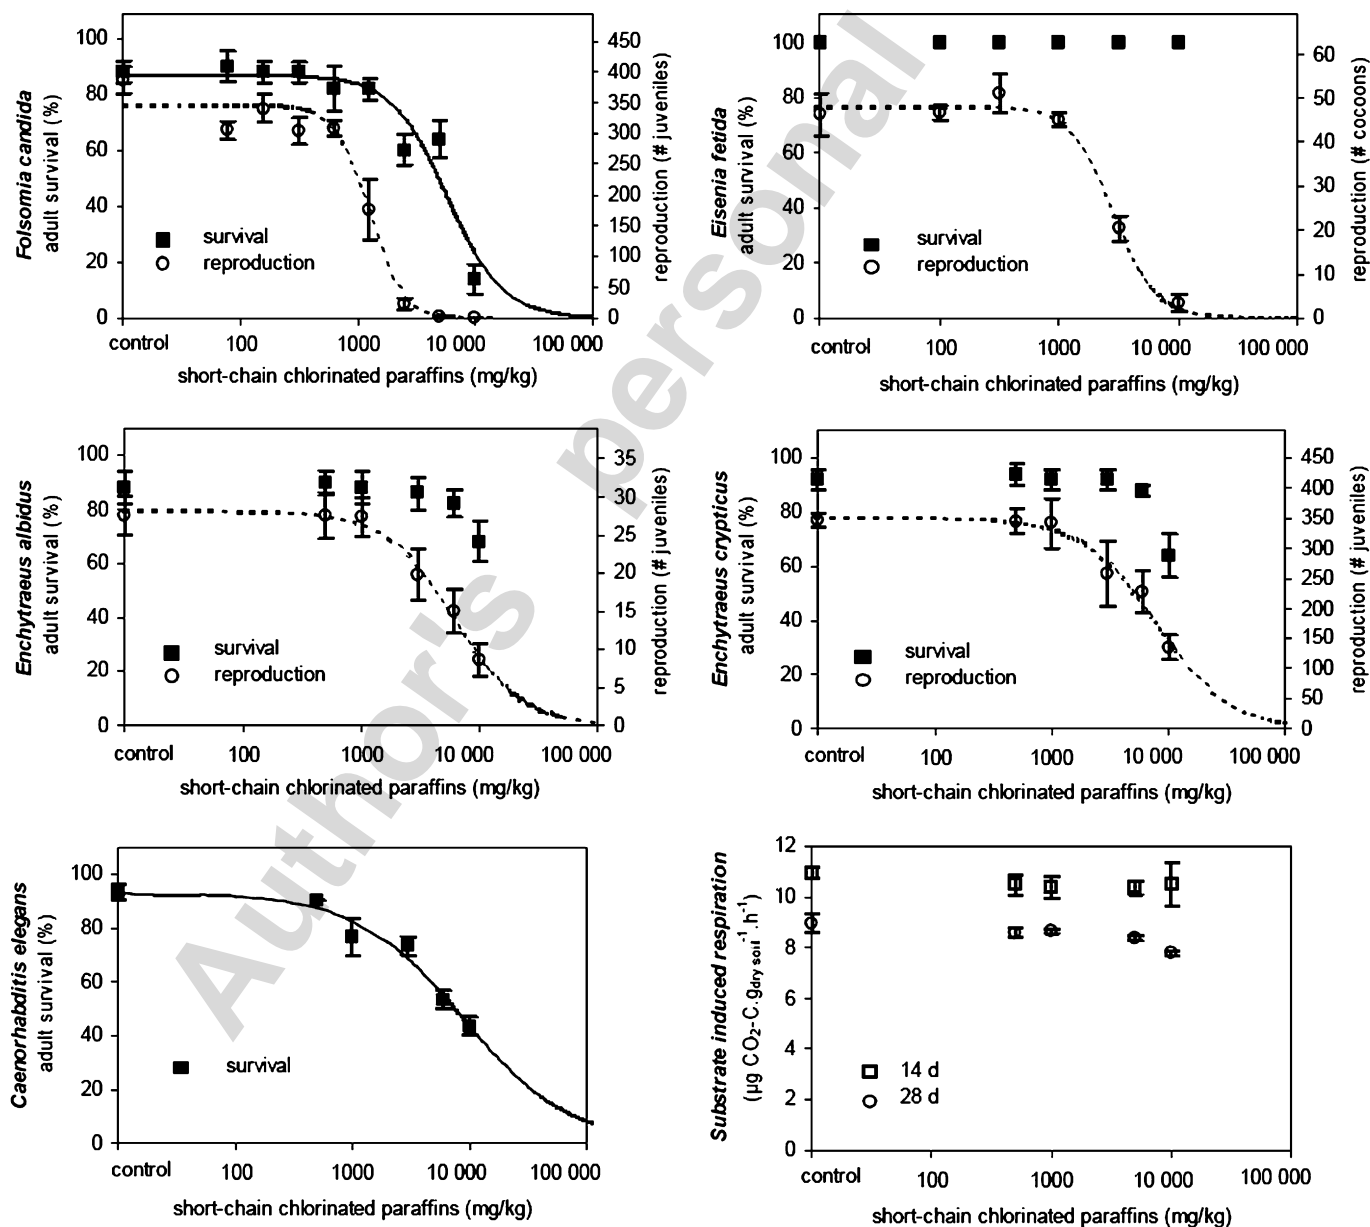 Folsomia candida
adult survival (%)
100
80
60
40
20
0
450
400
350
300
250
200
150
100
50
0
reproduction (# juveniles)
survival
reproduction
control
100
1000
10 000
100 000
short-chain chlorinated paraffins (mg/kg)
Eisenia fetida
adult survival (%)
100
80
60
40
20
0
60
50
40
30
20
10
0
reproduction (# cocoons)
survival
reproduction
control
100
1000
10 000
100 000
short-chain chlorinated paraffins (mg/kg)
Enchytraeus albidus
adult survival (%)
100
80
60
40
20
0
35
30
25
20
15
10
5
0
reproduction (# juveniles)
survival
reproduction
control
100
1000
10 000
100 000
short-chain chlorinated paraffins (mg/kg)
Enchytraeus crypticus
adult survival (%)
100
80
60
40
20
0
450
400
350
300
250
200
150
100
50
0
reproduction (# juveniles)
survival
reproduction
control
100
1000
10 000
100 000
short-chain chlorinated paraffins (mg/kg)
Caenorhabditis elegans
adult survival (%)
100
80
60
40
20
0
survival
control
100
1000
10 000
100 000
short-chain chlorinated paraffins (mg/kg)
Substrate induced respiration
(µg CO₂-C.g dry soil⁻¹.h⁻¹)
12
10
8
6
4
2
0
14 d
28 d
control
100
1000
10 000
100 000
short-chain chlorinated paraffins (mg/kg)
Author's personal